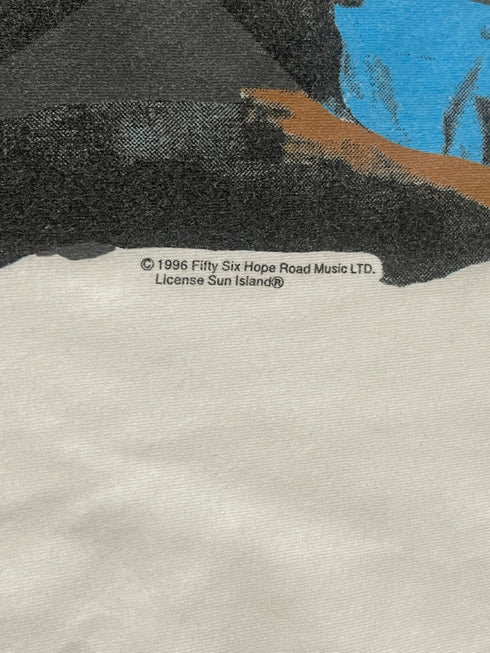 © 1996 Fifty Six Hope Road Music LTD.
License Sun Island®